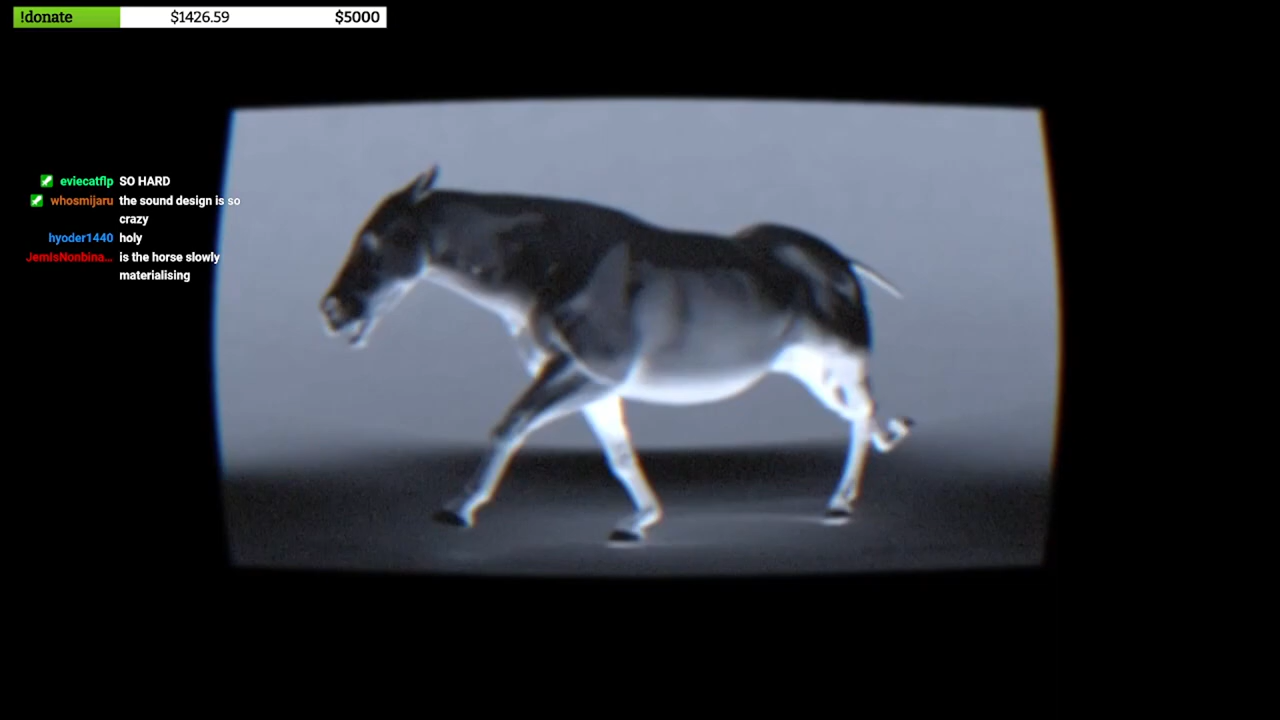 !donate $1426.59 $5000
eviecatflp SO HARD
whosmijaru the sound design is so
crazy
hyoder1440 holy
JemIsNonbina... is the horse slowly
materialising